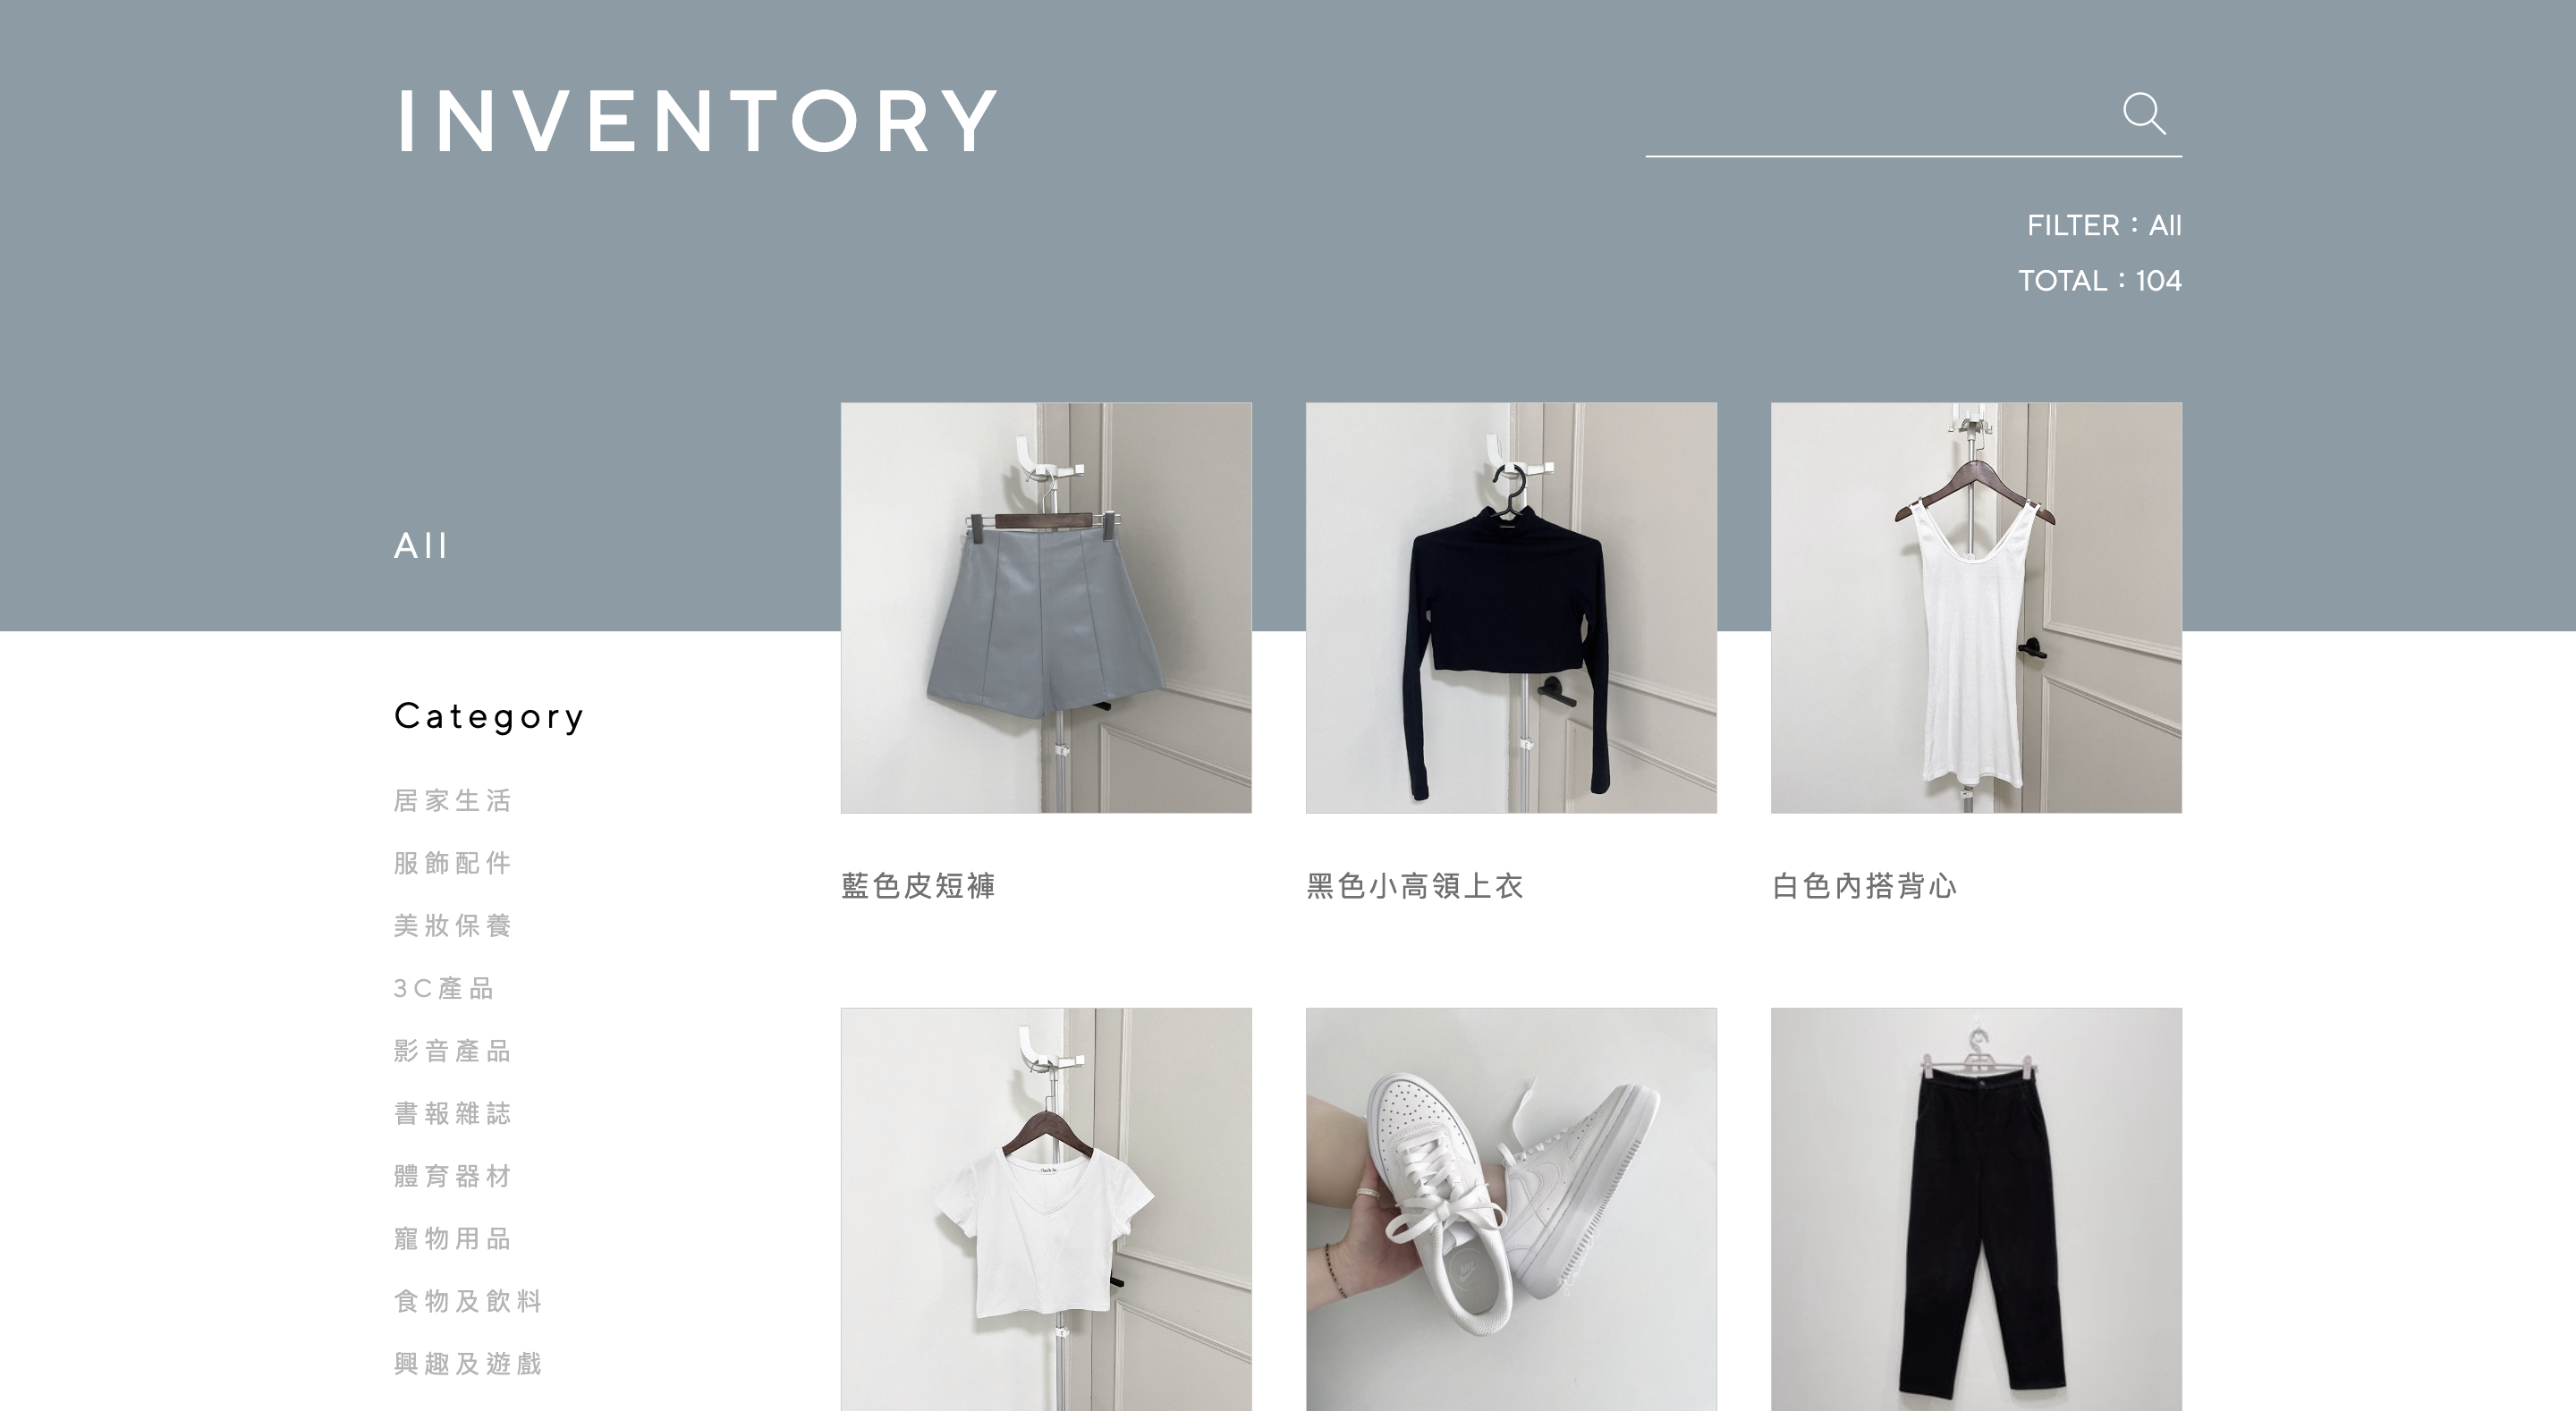 INVENTORY
FILTER：All
TOTAL：104
All
Category
居家生活
服飾配件
美妝保養
3C產品
影音產品
書報雜誌
體育器材
寵物用品
食物及飲料
興趣及遊戲
藍色皮短褲
黑色小高領上衣
白色內搭背心